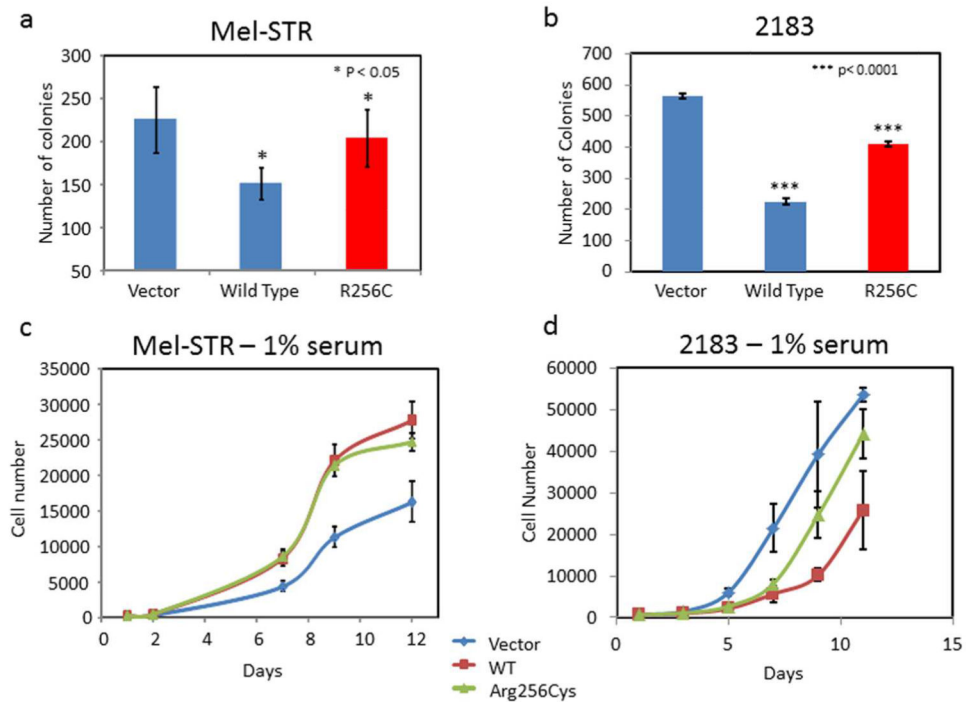 a
Mel-STR
* P < 0.05
Number of colonies
300
250
200
150
100
50
*
*
Vector Wild Type R256C
b
2183
*** p< 0.0001
Number of Colonies
700
600
500
400
300
200
100
0
***
***
Vector Wild Type R256C
c
Mel-STR – 1% serum
Cell number
35000
30000
25000
20000
15000
10000
5000
0
0 2 4 6 8 10 12
Days
d
2183 – 1% serum
Cell Number
60000
50000
40000
30000
20000
10000
0
0 5 10 15
Days
Vector
WT
Arg256Cys